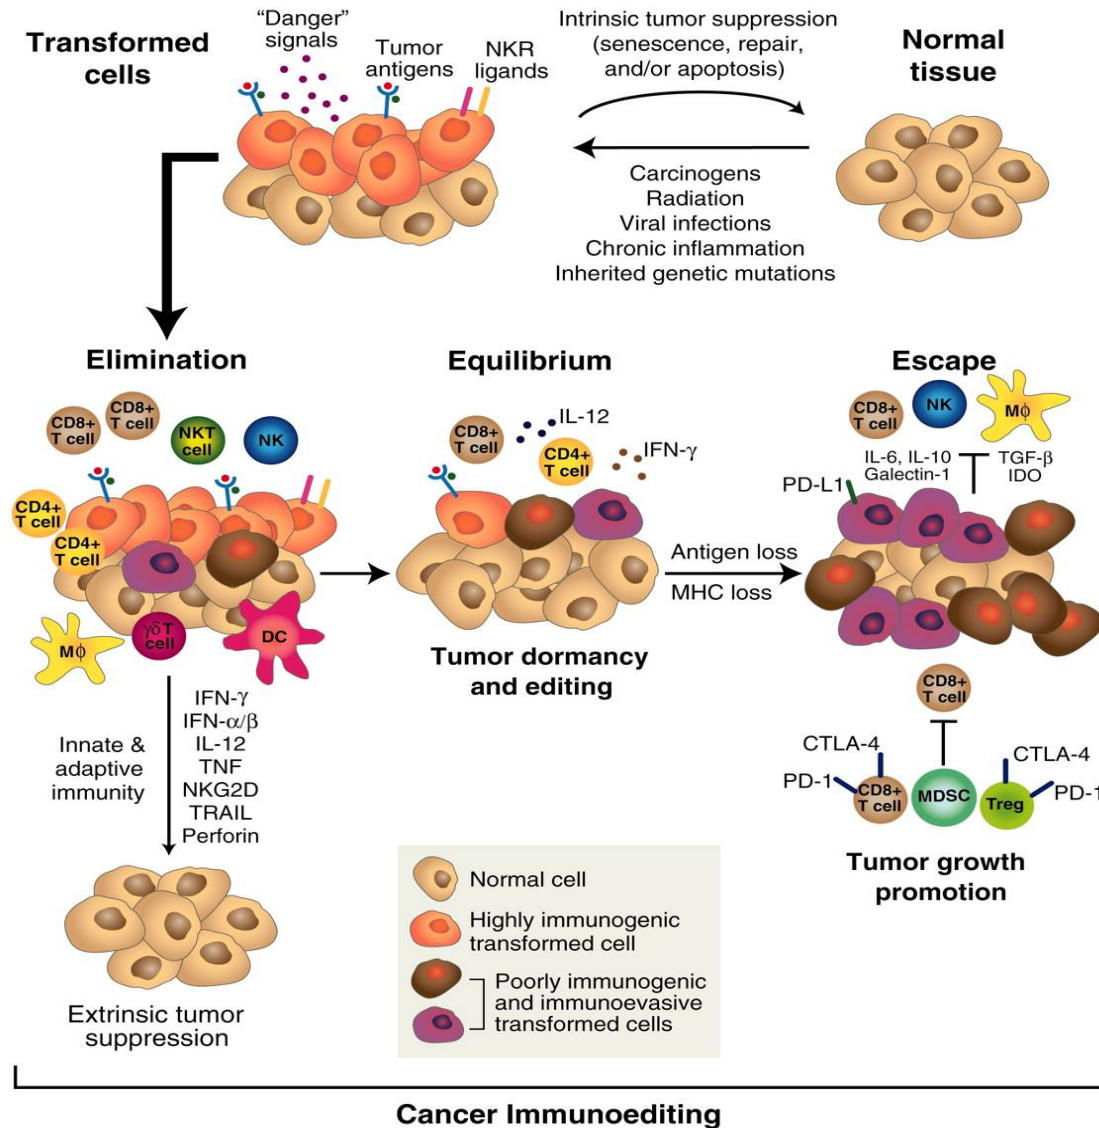 Transformed
cells
“Danger”
signals
Tumor
antigens
NKR
ligands
Intrinsic tumor suppression
(senescence, repair,
and/or apoptosis)
Normal
tissue
Carcinogens
Radiation
Viral infections
Chronic inflammation
Inherited genetic mutations
Elimination
CD8+
T cell
CD8+
T cell
NKT
cell
NK
CD4+
T cell
CD4+
T cell
Mϕ
γδT
cell
DC
Innate &
adaptive
immunity
IFN-γ
IFN-α/β
IL-12
TNF
NKG2D
TRAIL
Perforin
Extrinsic tumor
suppression
Equilibrium
CD8+
T cell
IL-12
CD4+
T cell
IFN-γ
Tumor dormancy
and editing
Antigen loss
MHC loss
Escape
CD8+
T cell
NK
Mϕ
IL-6, IL-10
Galectin-1
TGF-β
IDO
PD-L1
CD8+
T cell
CTLA-4
PD-1
CD8+
T cell
MDSC
Treg
CTLA-4
PD-1
Tumor growth
promotion
Normal cell
Highly immunogenic
transformed cell
Poorly immunogenic
and immunoevasive
transformed cells
Cancer Immunoediting